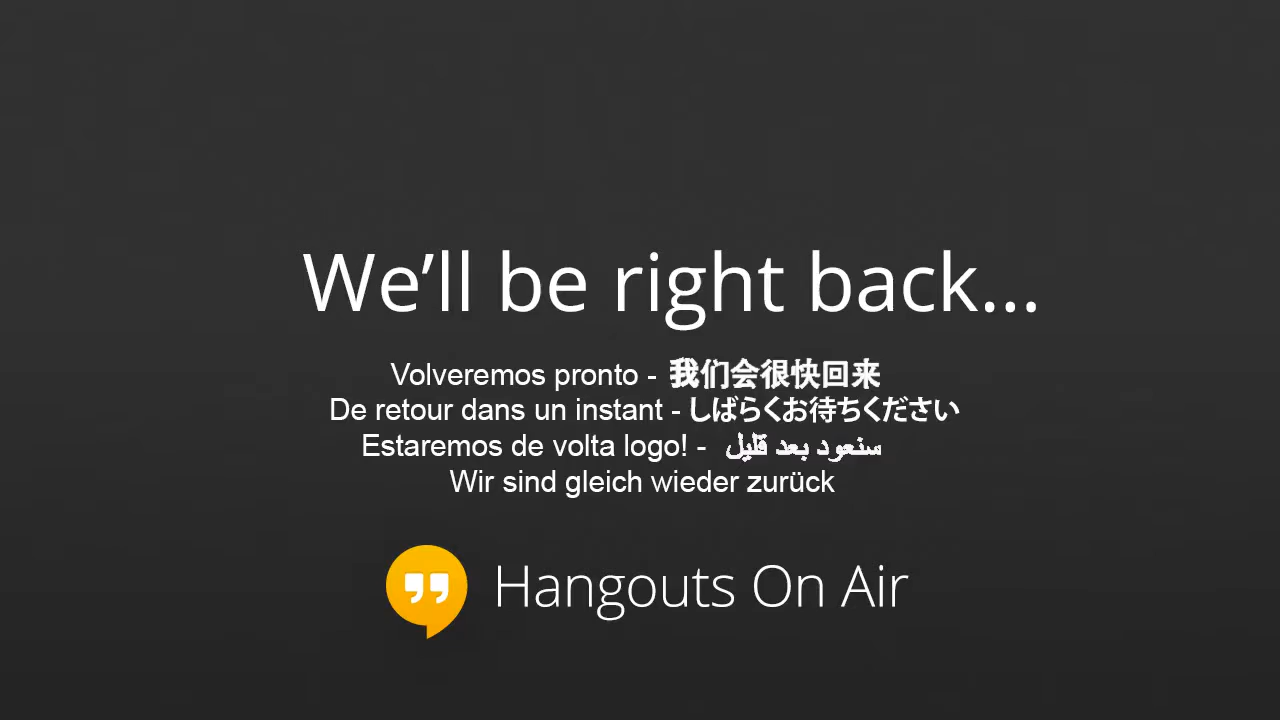 We’ll be right back...
Volveremos pronto - 我们会很快回来
De retour dans un instant - しばらくお待ちください
Estaremos de volta logo! - سنعود بعد قليل
Wir sind gleich wieder zurück
Hangouts On Air